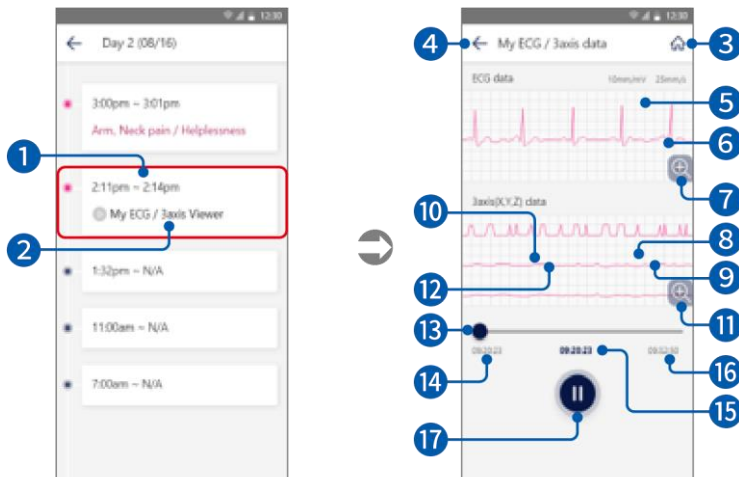 12:30
Day 2 (08/16)
3:00pm ~ 3:01pm
Arm, Neck pain / Helplessness
1
2:11pm ~ 2:14pm
My ECG / 3axis Viewer
2
1:32pm ~ N/A
11:00am ~ N/A
7:00am ~ N/A
12:30
4
My ECG / 3axis data
3
ECG data
10mm/mV 25mm/s
5
6
7
3axis(X,Y,Z) data
10
8
9
12
11
13
09:20:23
09:20:23
09:32:50
14
16
15
17